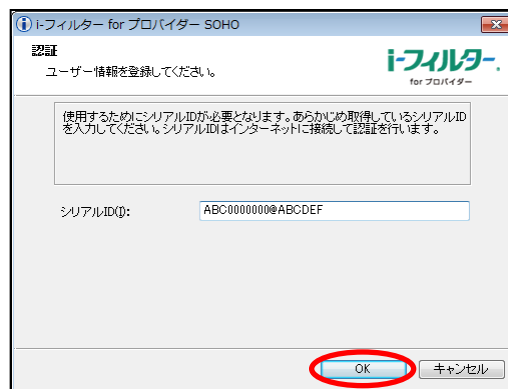 i-フィルター for プロバイダー SOHO
認証
ユーザー情報を登録してください。
i-フィルター.
for プロバイダー
使用するためにシリアルIDが必要となります。あらかじめ取得しているシリアルID
を入力してください。シリアルIDはインターネットに接続して認証を行います。
シリアルID(I): ABC0000000@ABCDEF
OK キャンセル